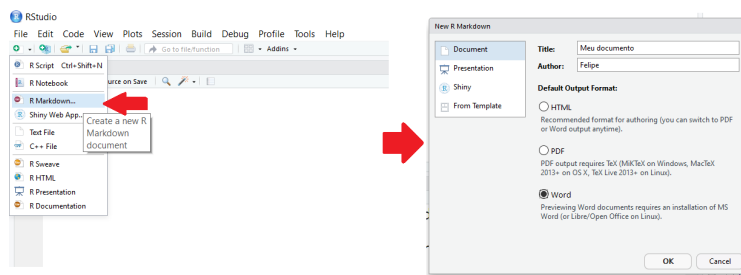 RStudio
File Edit Code View Plots Session Build Debug Profile Tools Help
Go to file/function
Addins
R Script Ctrl+Shift+N
R Notebook
urce on Save
R Markdown...
Shiny Web App...
Create a new R
Markdown
document
Text File
C++ File
R Sweave
R HTML
R Presentation
R Documentation
New R Markdown
Document
Presentation
Shiny
From Template
Title: Meu documento
Author: Felipe
Default Output Format:
HTML
Recommended format for authoring (you can switch to PDF
or Word output anytime).
PDF
PDF output requires TeX (MiKTeX on Windows, MacTeX
2013+ on OS X, TeX Live 2013+ on Linux).
Word
Previewing Word documents requires an installation of MS
Word (or Libre/Open Office on Linux).
OK Cancel